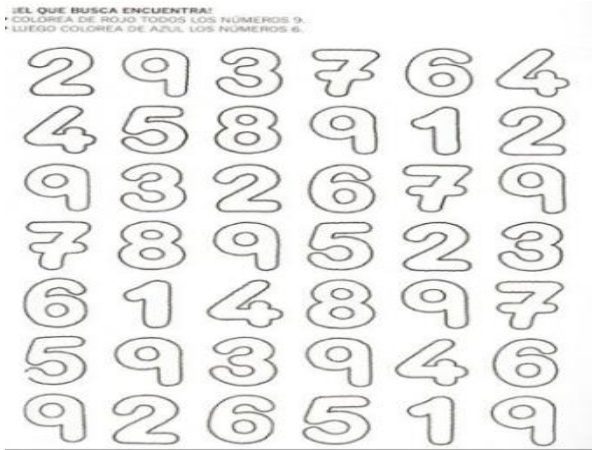 ¡EL QUE BUSCA ENCUENTRA!
• COLOREA DE ROJO TODOS LOS NÚMEROS 9.
• LUEGO COLOREA DE AZUL LOS NÚMEROS 6.
2 9 3 7 6 4
4 5 8 9 1 2
9 3 2 6 7 9
7 8 9 5 2 3
6 1 4 8 9 7
5 9 3 9 4 6
9 2 6 5 1 9